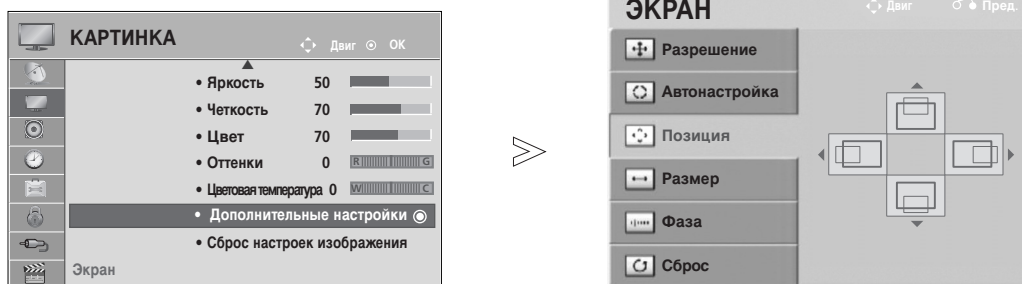 КАРТИНКА
Двиг ОК
• Яркость 50
• Четкость 70
• Цвет 70
• Оттенки 0 R G
• Цветовая температура 0 W C
• Дополнительные настройки
• Сброс настроек изображения
Экран
ЭКРАН
Двиг Пред.
Разрешение
Автонастройка
Позиция
Размер
Фаза
Сброс